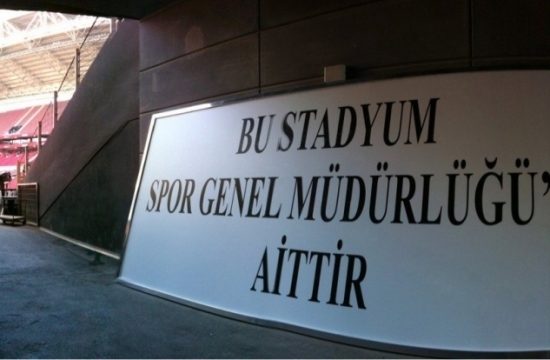 BU STADYUM
SPOR GENEL MÜDÜRLÜĞÜ'
AİTTİR